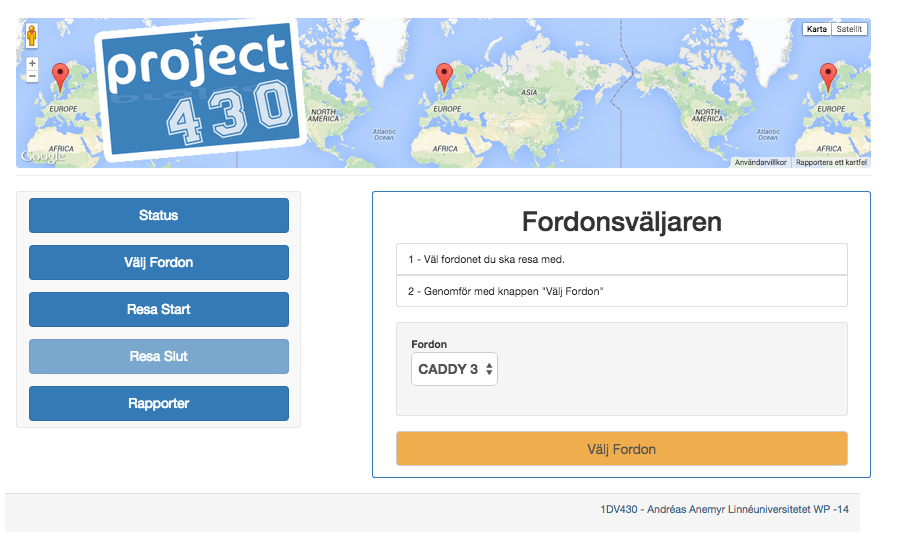 project
430
Karta Satellit
+
−
EUROPE
AFRICA
NORTH AMERICA
Atlantic Ocean
EUROPE
AFRICA
ASIA
NORTH AMERICA
Atlantic Ocean
EUROPE
AFRICA
Google
Användarvillkor Rapportera ett kartfel
Status
Välj Fordon
Resa Start
Resa Slut
Rapporter
Fordonsväljaren
1 - Väl fordonet du ska resa med.
2 - Genomför med knappen "Välj Fordon"
Fordon
CADDY 3
Välj Fordon
1DV430 - Andréas Anemyr Linnéuniversitetet WP -14